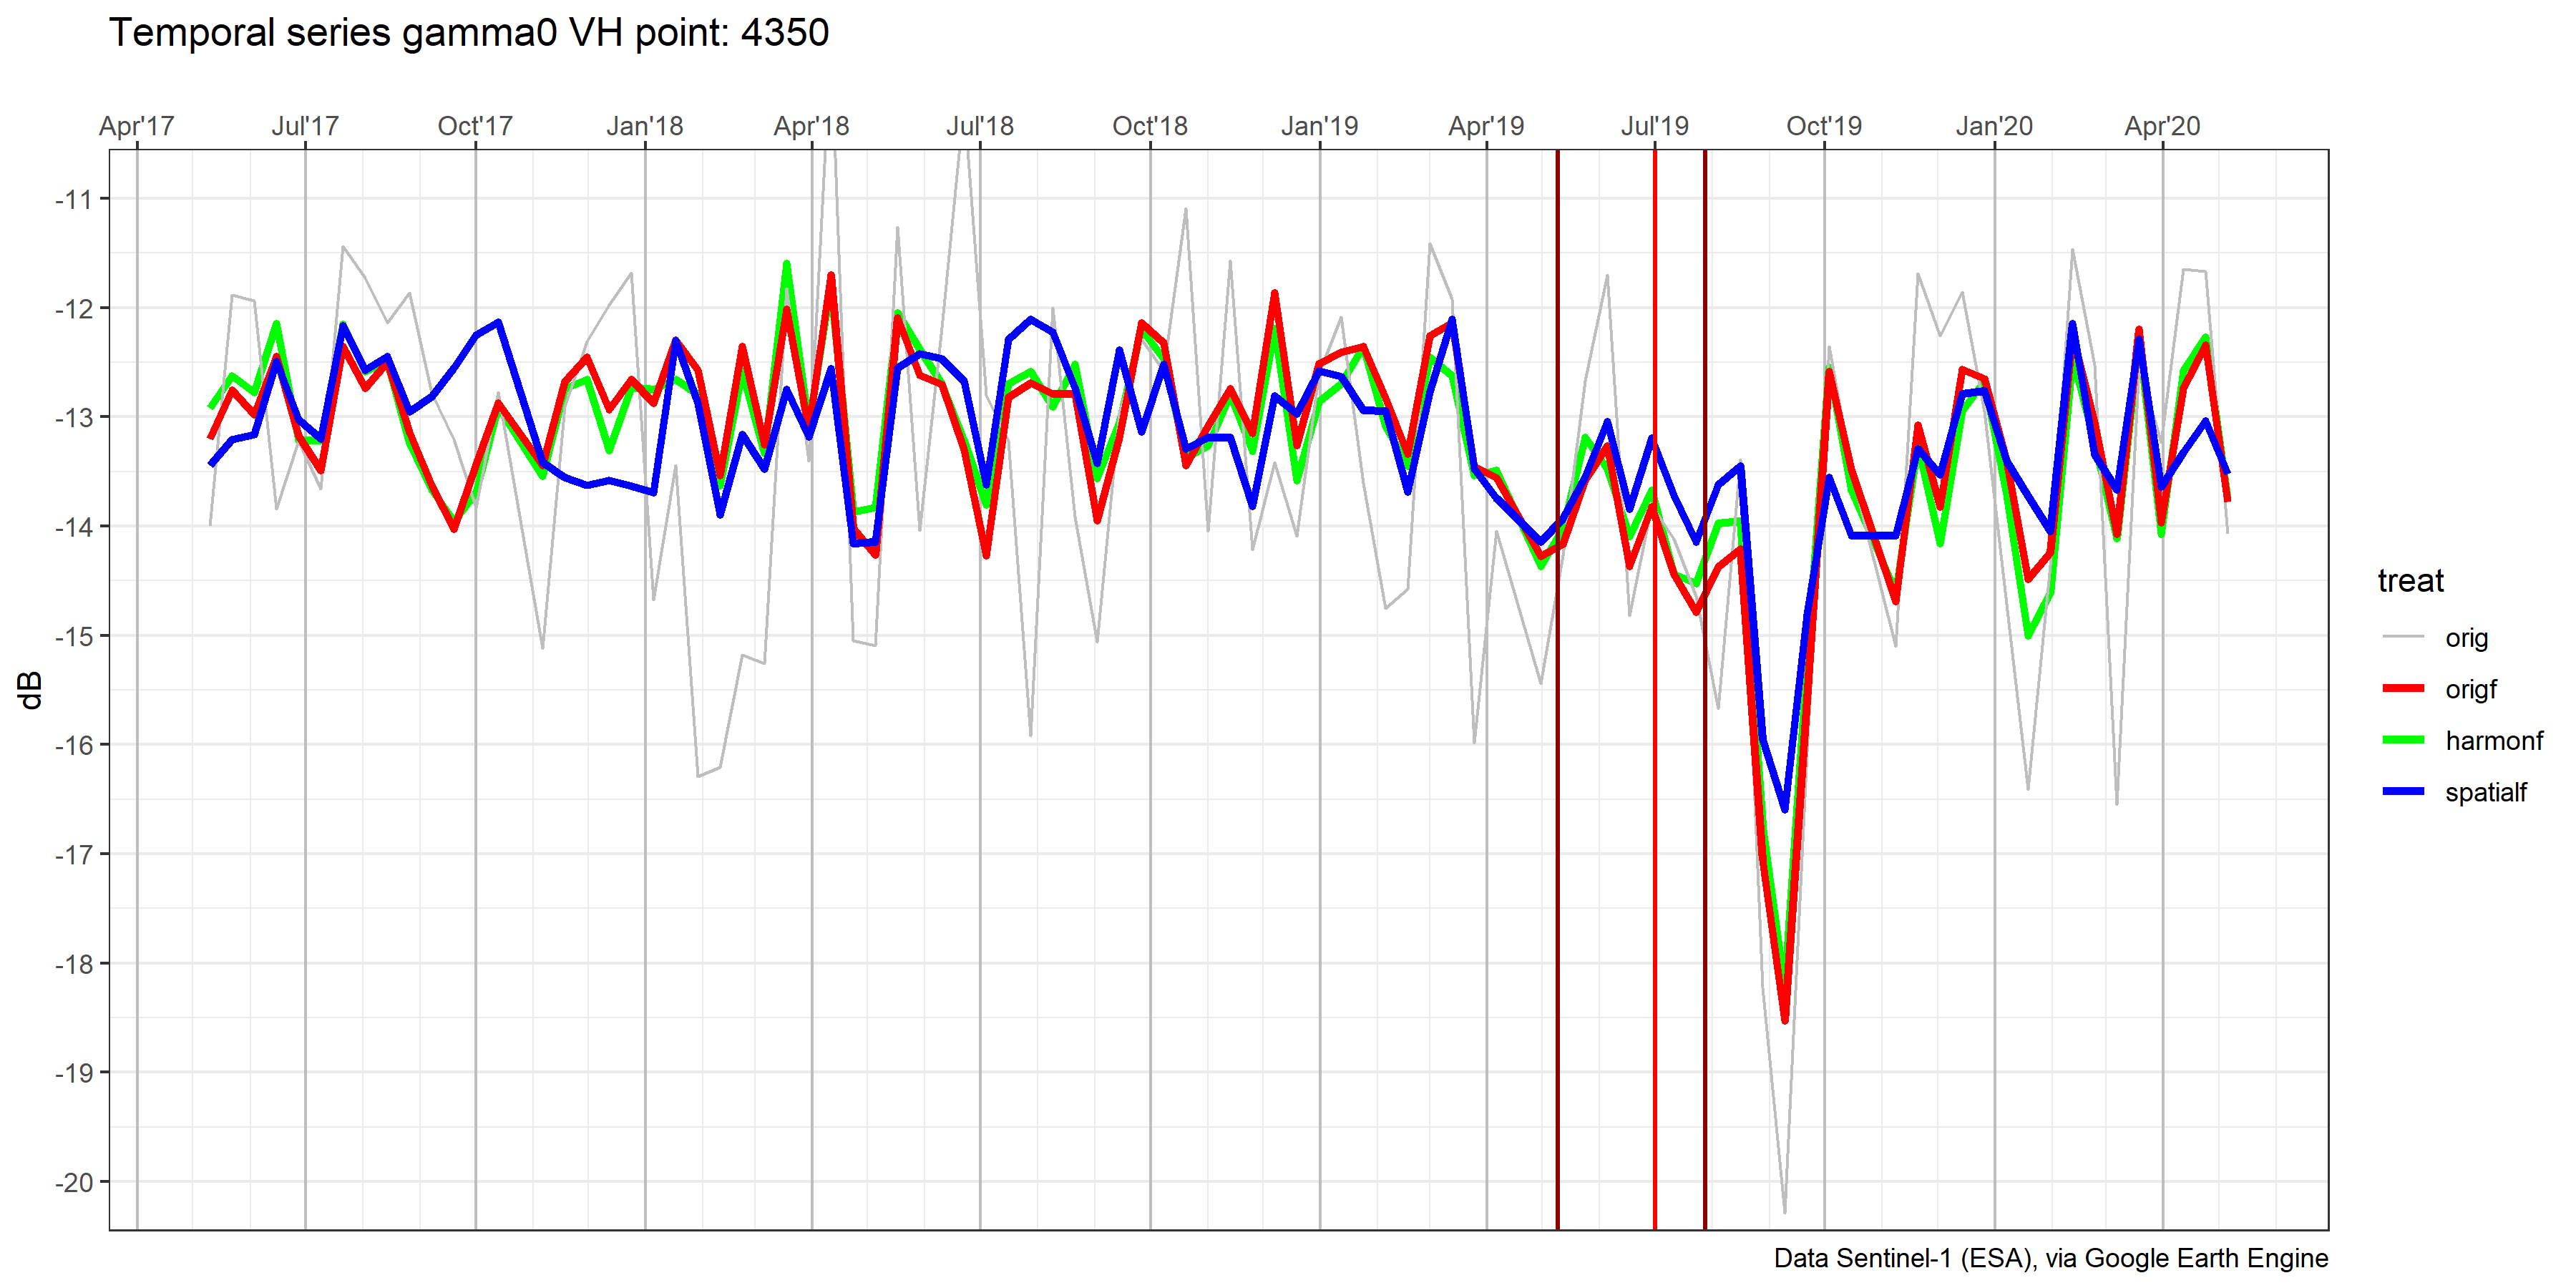 Temporal series gamma0 VH point: 4350
Apr'17 Jul'17 Oct'17 Jan'18 Apr'18 Jul'18 Oct'18 Jan'19 Apr'19 Jul'19 Oct'19 Jan'20 Apr'20
-11
-12
-13
-14
-15
-16
-17
-18
-19
-20
dB
treat
orig
origf
harmonf
spatialf
Data Sentinel-1 (ESA), via Google Earth Engine